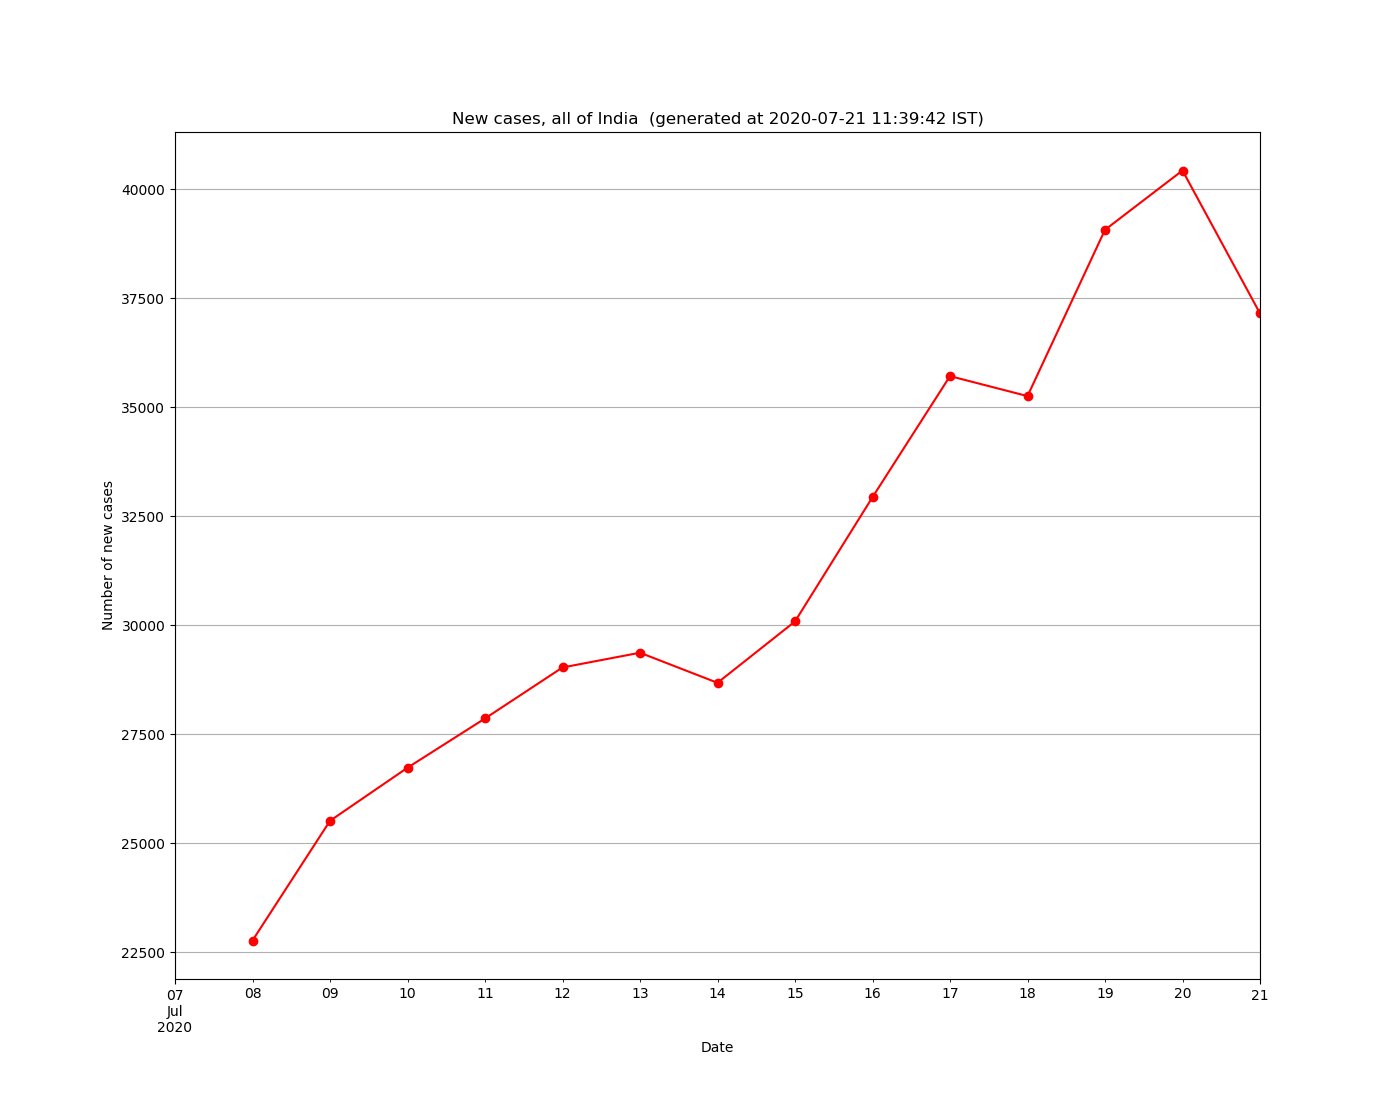 New cases, all of India  (generated at 2020-07-21 11:39:42 IST)
40000
37500
35000
32500
30000
27500
25000
22500
Number of new cases
07 08 09 10 11 12 13 14 15 16 17 18 19 20 21
Jul
2020
Date